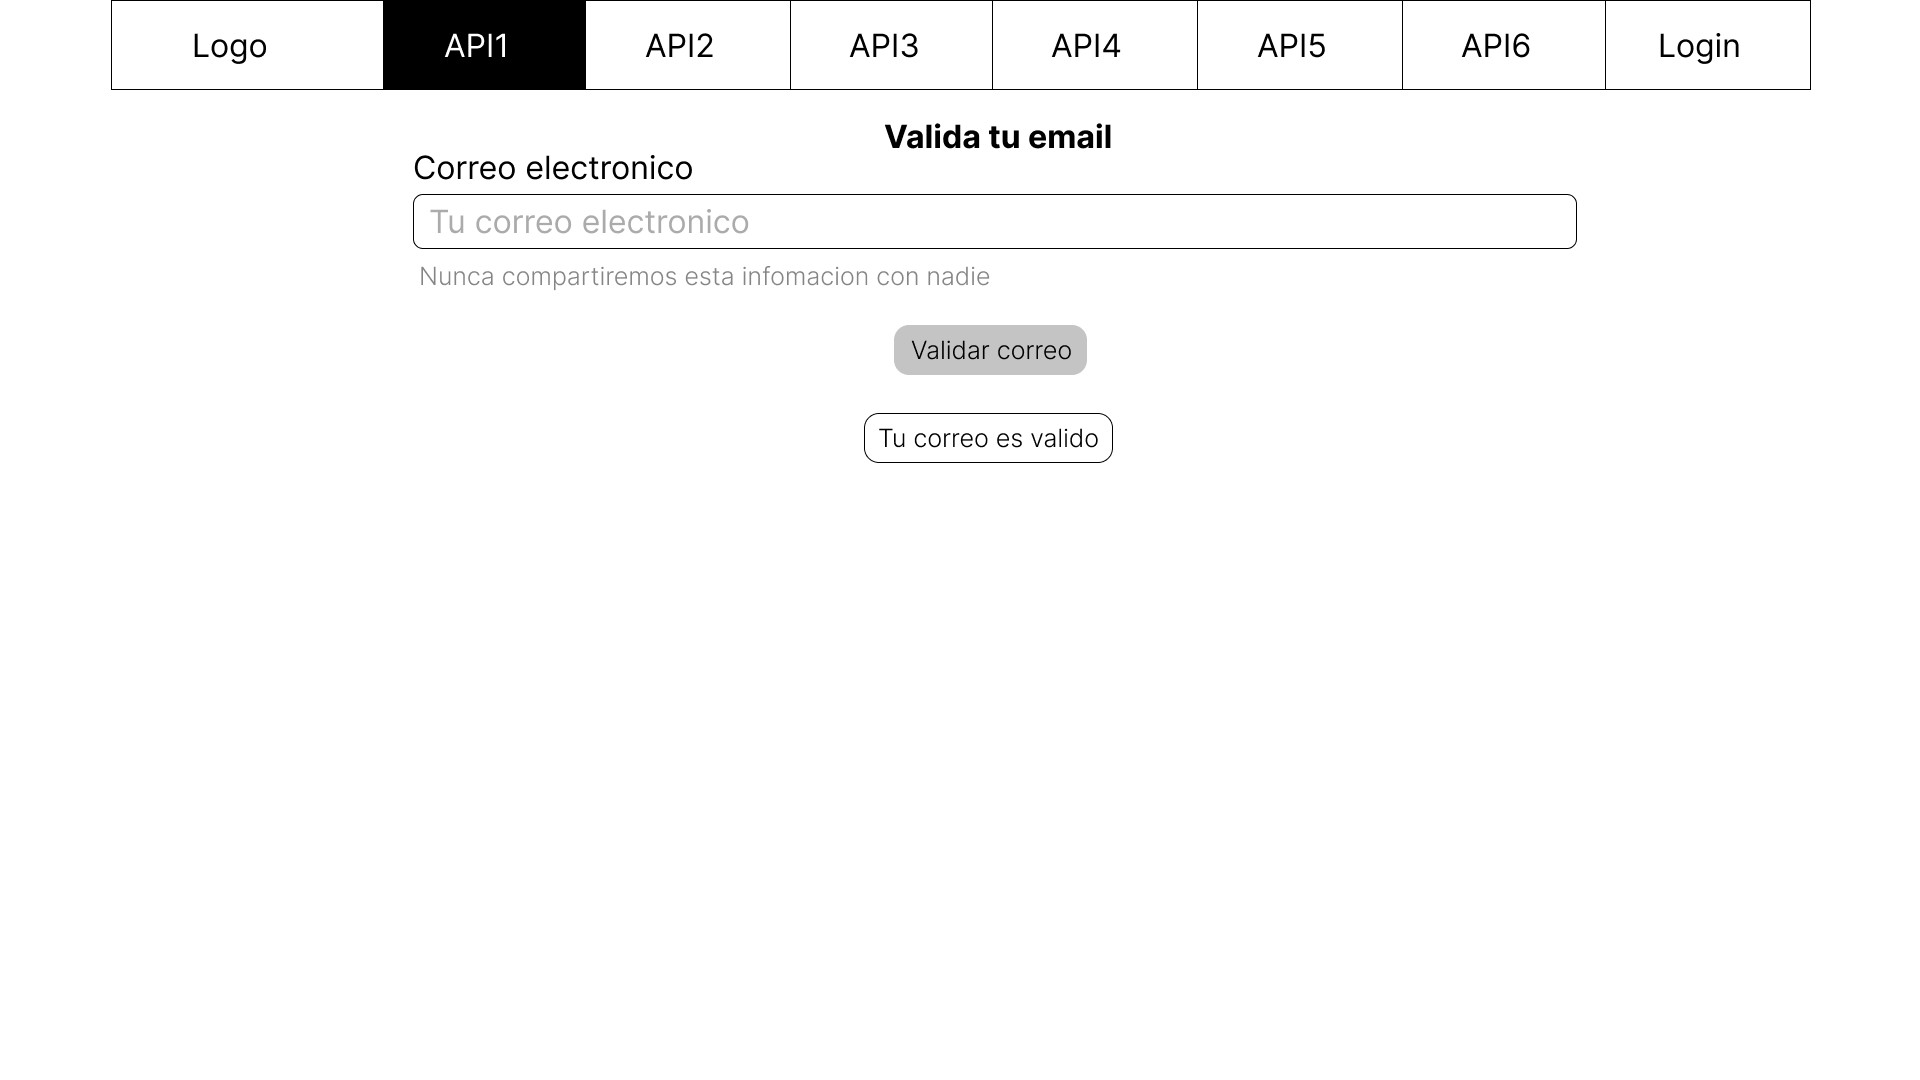 Logo API1 API2 API3 API4 API5 API6 Login
Valida tu email
Correo electronico
Tu correo electronico
Nunca compartiremos esta infomacion con nadie
Validar correo
Tu correo es valido